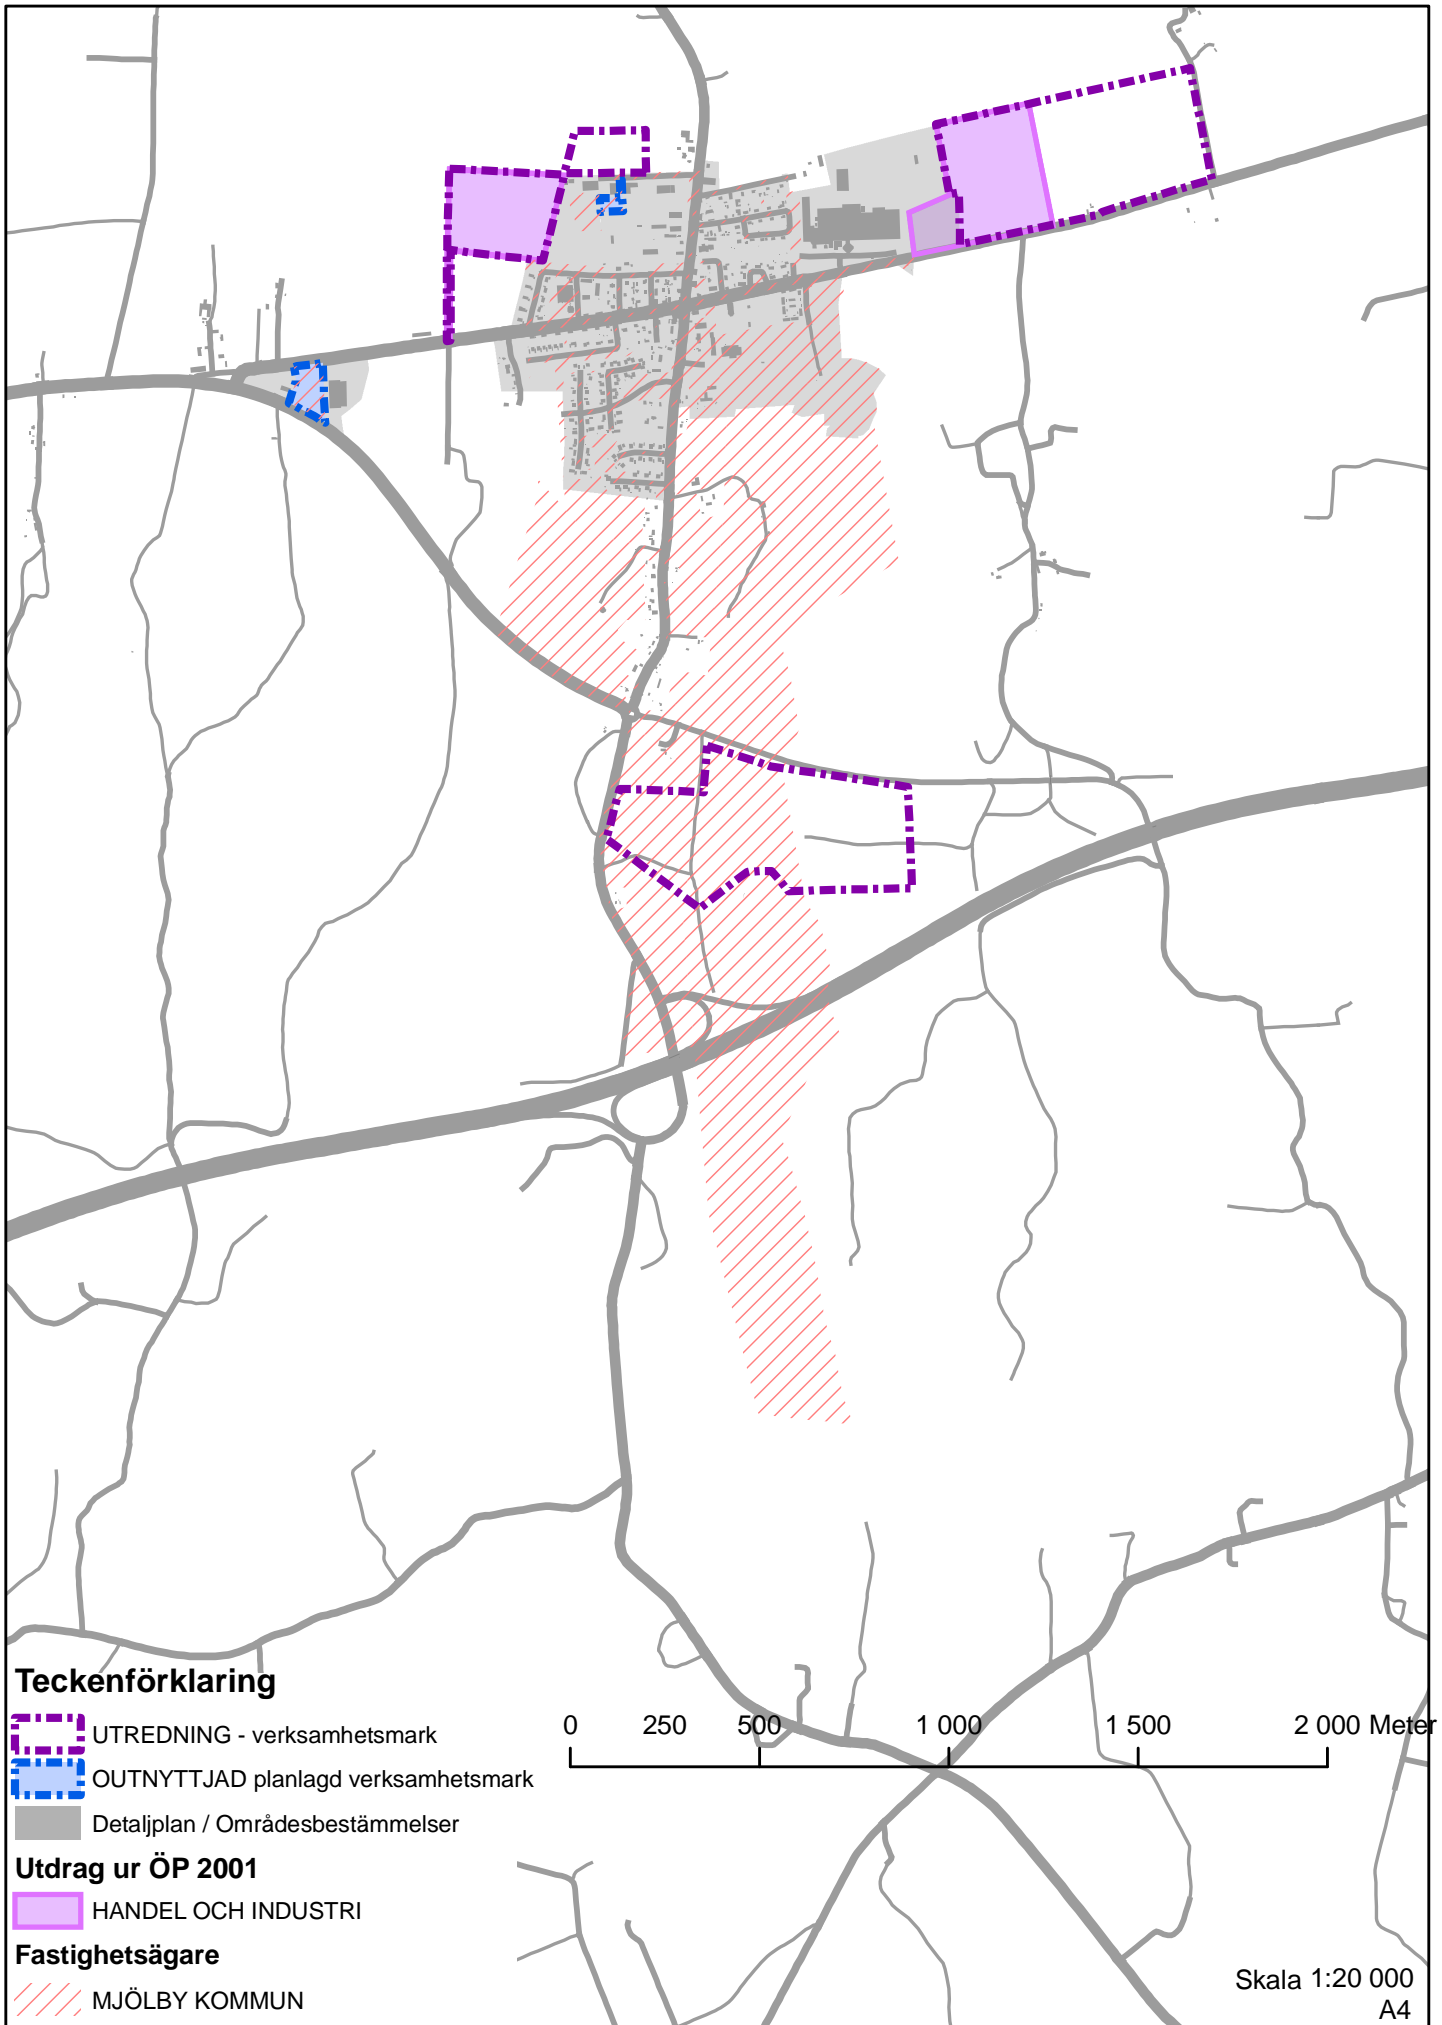 Teckenförklaring
UTREDNING - verksamhetsmark
OUTNYTTJAD planlagd verksamhetsmark
Detaljplan / Områdesbestämmelser
Utdrag ur ÖP 2001
HANDEL OCH INDUSTRI
Fastighetsägare
MJÖLBY KOMMUN
0 250 500 1 000 1 500 2 000 Meter
Skala 1:20 000
A4